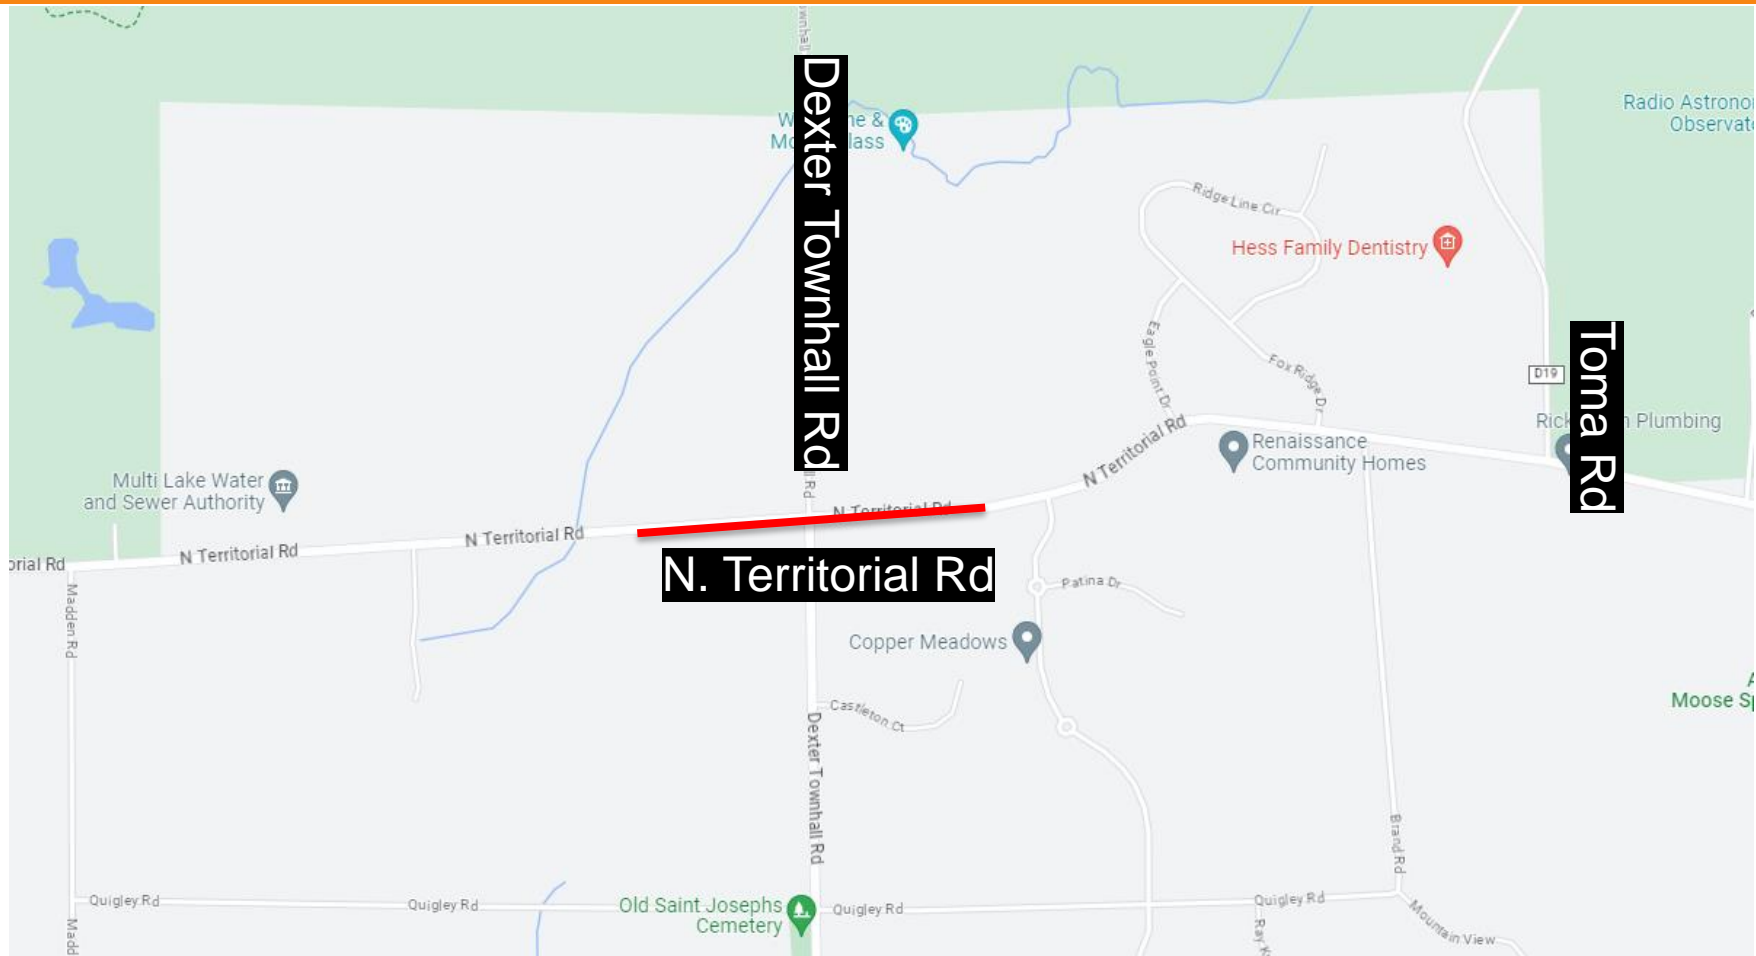 Dexter Townhall Rd
Radio
Ridge Line Cir
Hess Family Dentistry
Eagle Point Dr
Fox Ridge Dr
D19
Toma Rd
Plumbing
N Territorial Rd
Renaissance
Community Homes
Multi Lake Water
and Sewer Authority
N Territorial Rd
N Territorial Rd
N Territorial Rd
N. Territorial Rd
Madden Rd
Patina Dr
Copper Meadows
Castleton Ct
Dexter Townhall Rd
Moose
Brand Rd
Quigley Rd
Quigley Rd
Old Saint Josephs
Cemetery
Quigley Rd
Quigley Rd
Mountain View
Ray